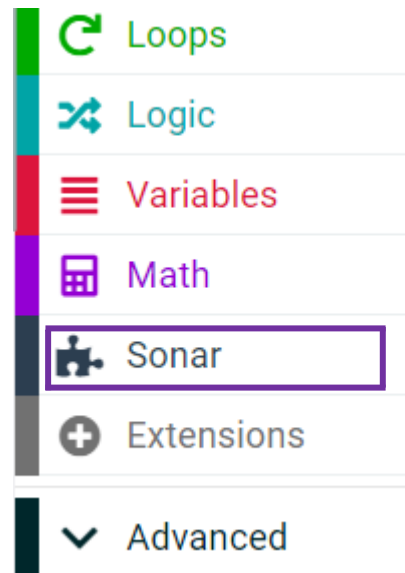 Loops
Logic
Variables
Math
Sonar
Extensions
Advanced